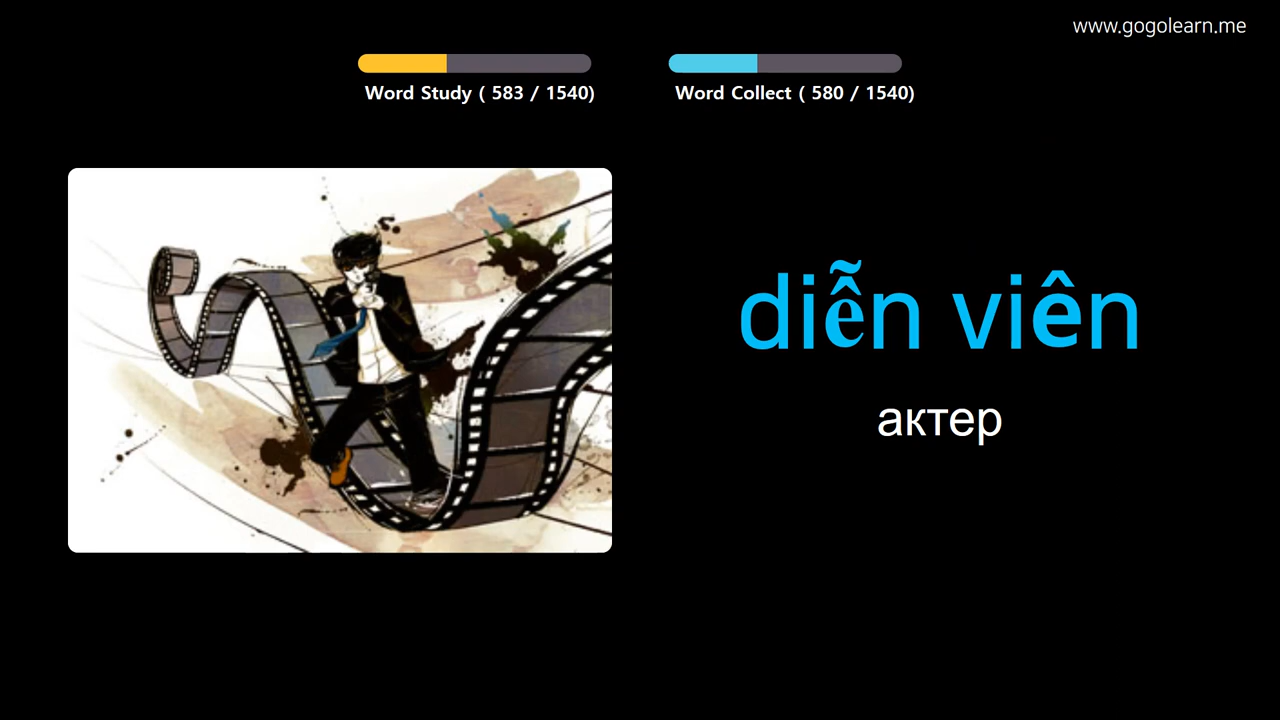 www.gogolearn.me
Word Study ( 583 / 1540)
Word Collect ( 580 / 1540)
diễn viên
актер